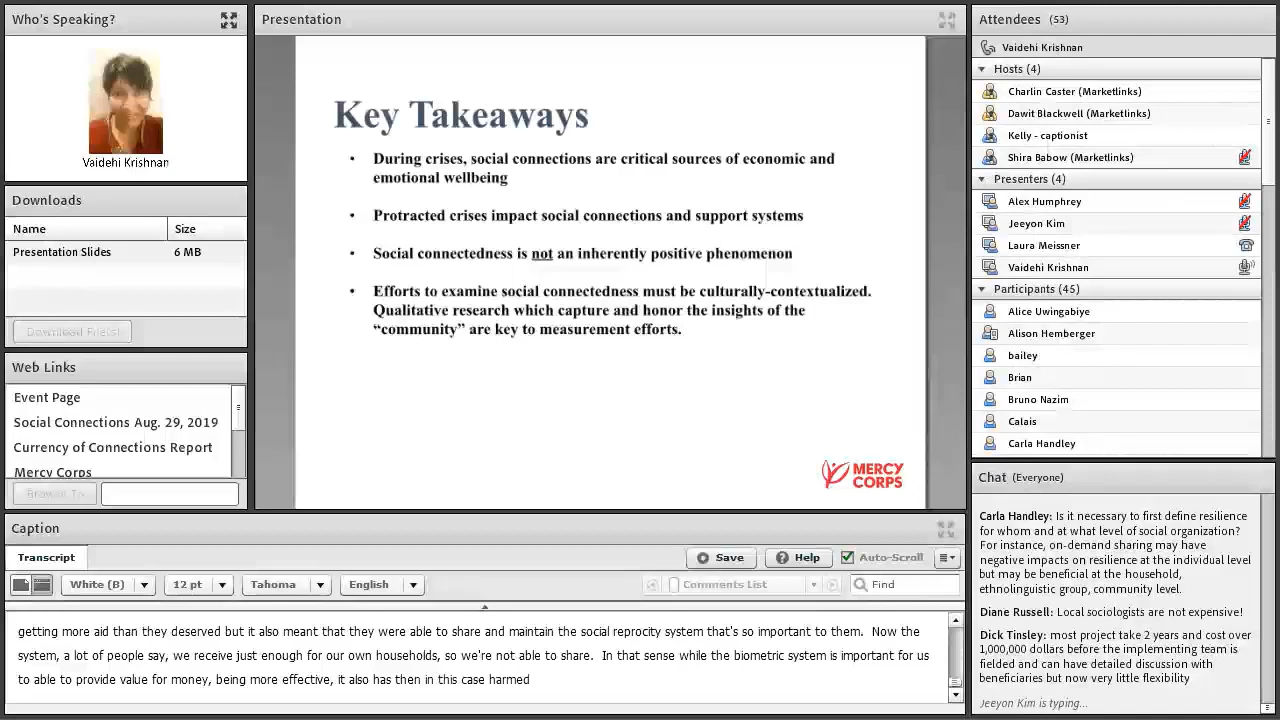 Who's Speaking?
Vaidehi Krishnan
Downloads
Name Size
Presentation Slides 6 MB
Download File(s)
Web Links
Event Page
Social Connections Aug. 29, 2019
Currency of Connections Report
Mercy Corps
Browse To
Presentation
Key Takeaways
• During crises, social connections are critical sources of economic and
emotional wellbeing
• Protracted crises impact social connections and support systems
• Social connectedness is not an inherently positive phenomenon
• Efforts to examine social connectedness must be culturally-contextualized.
Qualitative research which capture and honor the insights of the
“community” are key to measurement efforts.
MERCY
CORPS
Caption
Transcript
Save
Help
Auto-Scroll
White (B)
12 pt
Tahoma
English
Comments List
Find
getting more aid than they deserved but it also meant that they were able to share and maintain the social reprocity system that's so important to them. Now the
system, a lot of people say, we receive just enough for our own households, so we're not able to share. In that sense while the biometric system is important for us
to able to provide value for money, being more effective, it also has then in this case harmed
Attendees (53)
Vaidehi Krishnan
Hosts (4)
Charlin Caster (Marketlinks)
Dawit Blackwell (Marketlinks)
Kelly - captionist
Shira Babow (Marketlinks)
Presenters (4)
Alex Humphrey
Jeeyon Kim
Laura Meissner
Vaidehi Krishnan
Participants (45)
Alice Uwingabiye
Alison Hemberger
bailey
Brian
Bruno Nazim
Calais
Carla Handley
Chat (Everyone)
Carla Handley: Is it necessary to first define resilience
for whom and at what level of social organization?
For instance, on-demand sharing may have
negative impacts on resilience at the individual level
but may be beneficial at the household,
ethnolinguistic group, community level.
Diane Russell: Local sociologists are not expensive!
Dick Tinsley: most project take 2 years and cost over
1,000,000 dollars before the implementing team is
fielded and can have detailed discussion with
beneficiaries but now very little flexibility
Jeeyon Kim is typing...